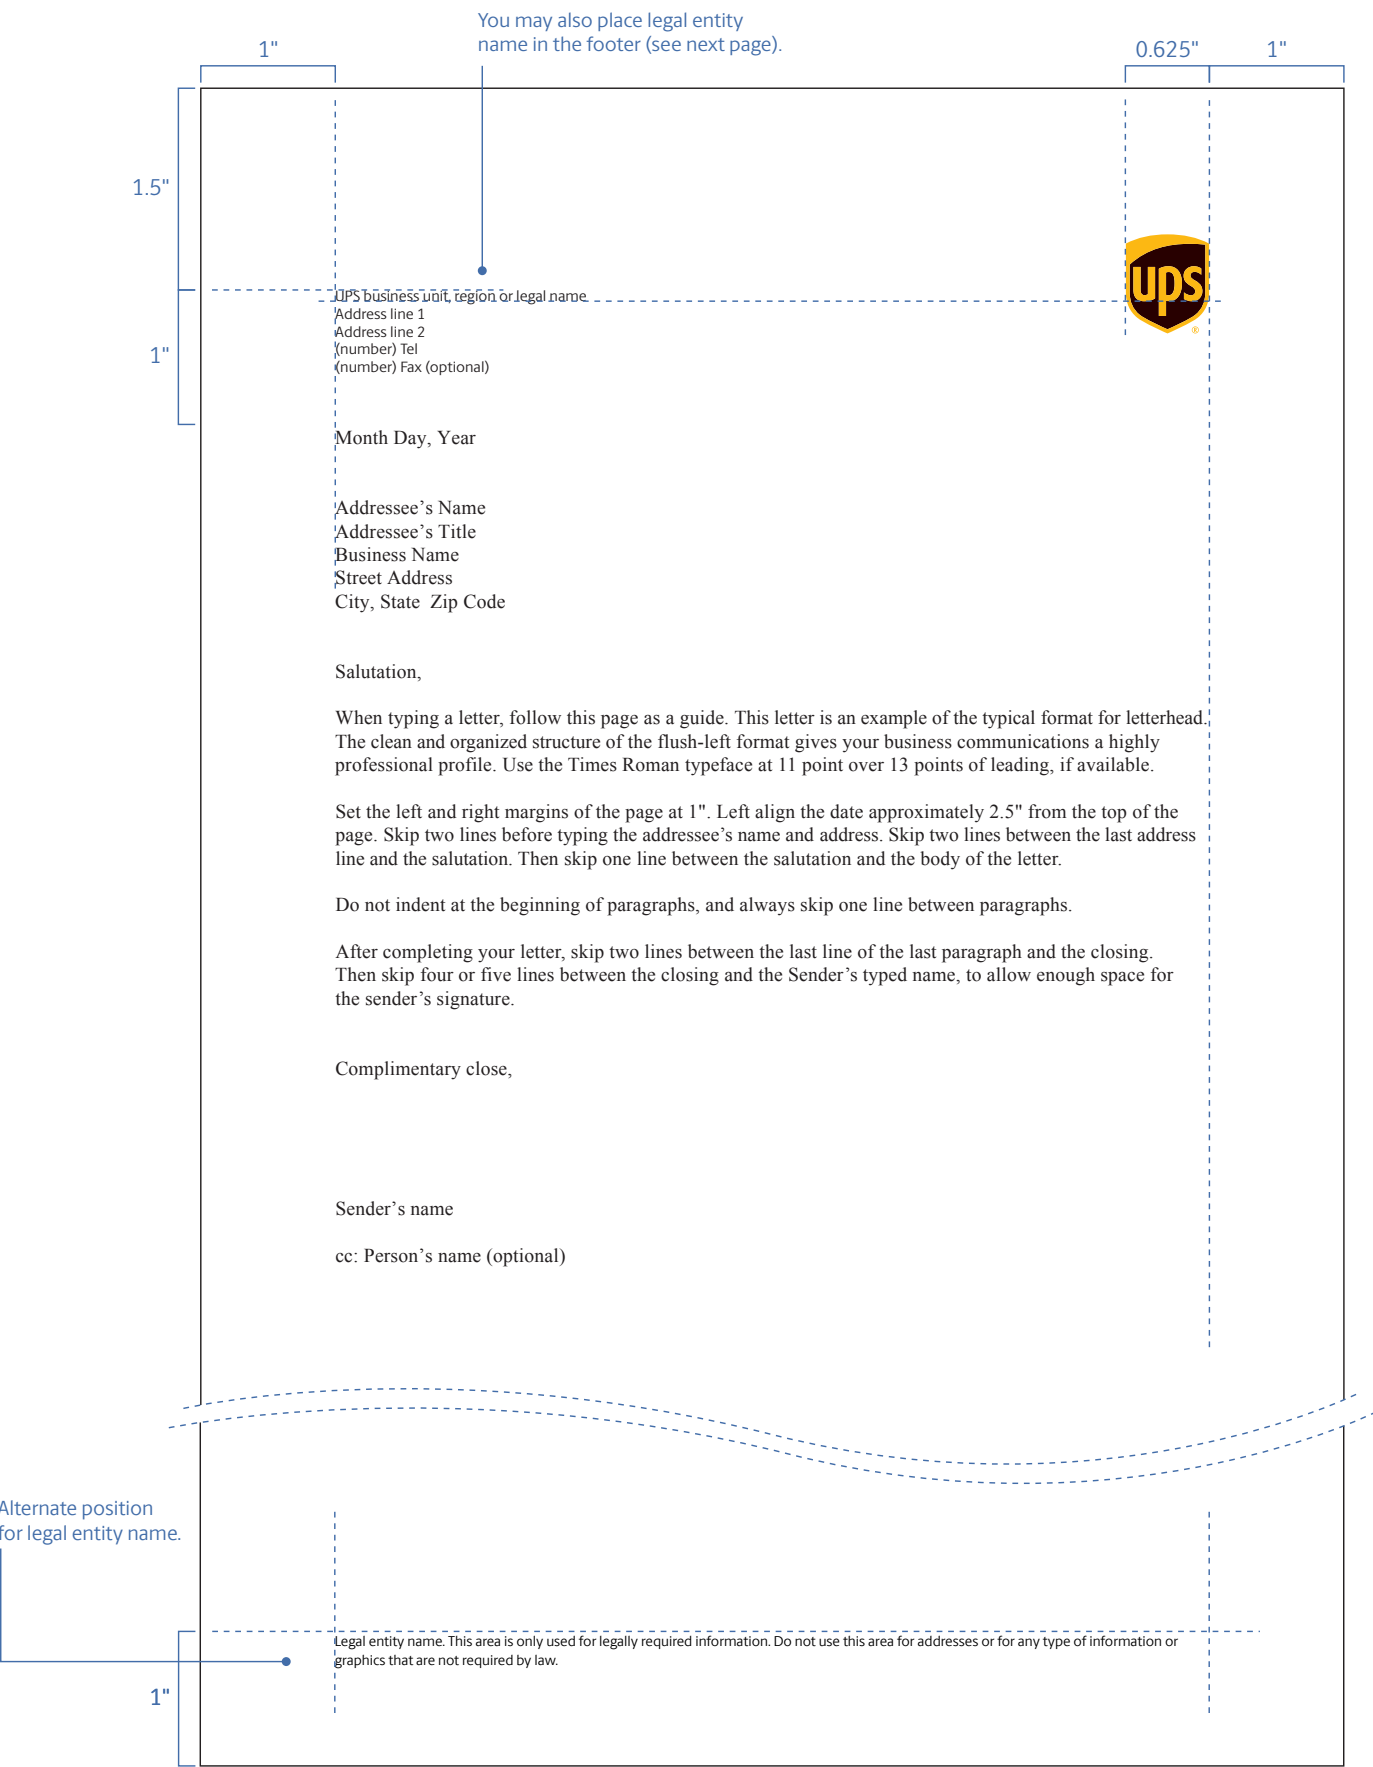 You may also place legal entity
name in the footer (see next page).
1"
0.625"
1"
1.5"
ups
®
UPS business unit, region or legal name
Address line 1
Address line 2
(number) Tel
(number) Fax (optional)
1"
Month Day, Year
Addressee’s Name
Addressee’s Title
Business Name
Street Address
City, State  Zip Code
Salutation,
When typing a letter, follow this page as a guide. This letter is an example of the typical format for letterhead.
The clean and organized structure of the flush-left format gives your business communications a highly
professional profile. Use the Times Roman typeface at 11 point over 13 points of leading, if available.
Set the left and right margins of the page at 1". Left align the date approximately 2.5" from the top of the
page. Skip two lines before typing the addressee’s name and address. Skip two lines between the last address
line and the salutation. Then skip one line between the salutation and the body of the letter.
Do not indent at the beginning of paragraphs, and always skip one line between paragraphs.
After completing your letter, skip two lines between the last line of the last paragraph and the closing.
Then skip four or five lines between the closing and the Sender’s typed name, to allow enough space for
the sender’s signature.
Complimentary close,
Sender’s name
cc: Person’s name (optional)
Alternate position
for legal entity name.
Legal entity name. This area is only used for legally required information. Do not use this area for addresses or for any type of information or
graphics that are not required by law.
1"